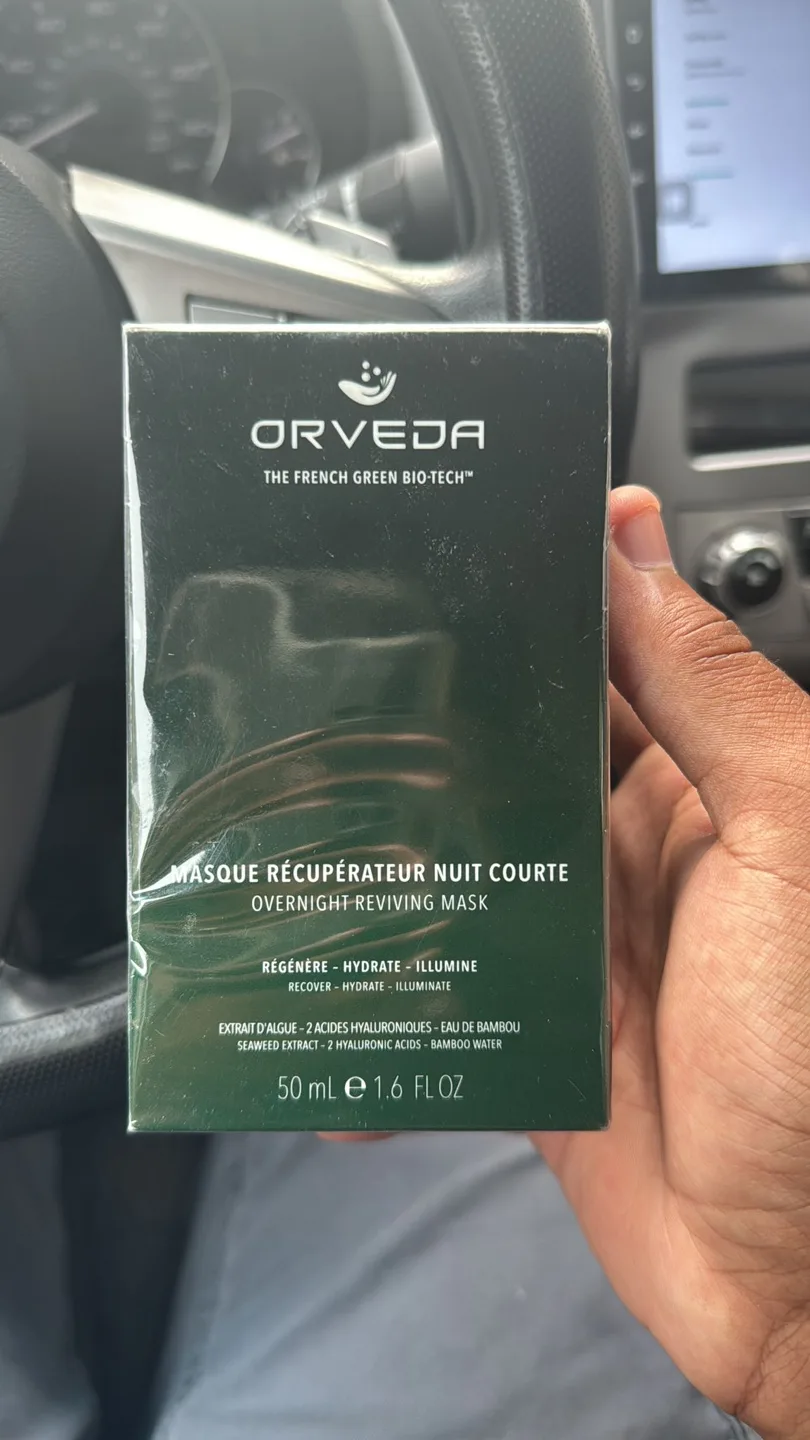 ORVEDA
THE FRENCH GREEN BIO-TECH™
MASQUE RÉCUPÉRATEUR NUIT COURTE
OVERNIGHT REVIVING MASK
RÉGÉNÈRE - HYDRATE - ILLUMINE
RECOVER - HYDRATE - ILLUMINATE
EXTRAIT D'ALGUE - 2 ACIDES HYALURONIQUES - EAU DE BAMBOU
SEAWEED EXTRACT - 2 HYALURONIC ACIDS - BAMBOO WATER
50 mL ℮ 1.6 FL OZ